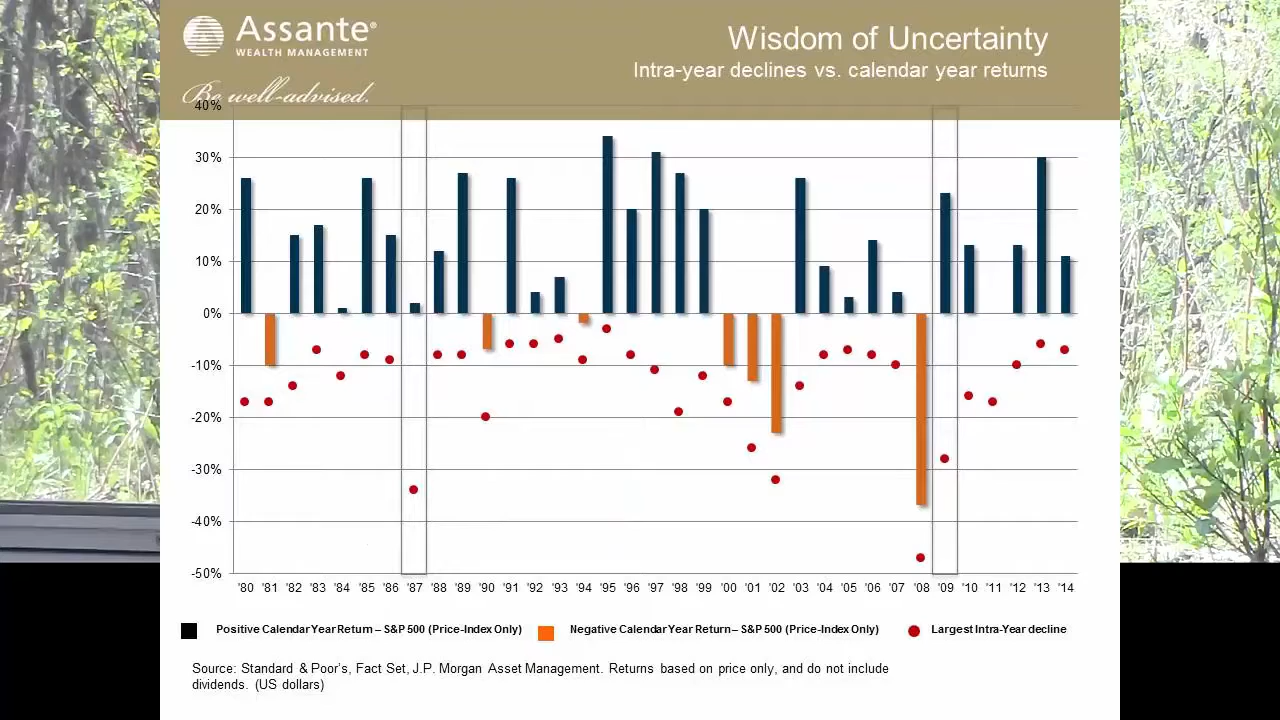 Assante®
WEALTH MANAGEMENT
Be well-advised.
Wisdom of Uncertainty
Intra-year declines vs. calendar year returns
40%
30%
20%
10%
0%
-10%
-20%
-30%
-40%
-50%
'80 '81 '82 '83 '84 '85 '86 '87 '88 '89 '90 '91 '92 '93 '94 '95 '96 '97 '98 '99 '00 '01 '02 '03 '04 '05 '06 '07 '08 '09 '10 '11 '12 '13 '14
Positive Calendar Year Return – S&P 500 (Price-Index Only) Negative Calendar Year Return – S&P 500 (Price-Index Only) Largest Intra-Year decline
Source: Standard & Poor's, Fact Set, J.P. Morgan Asset Management. Returns based on price only, and do not include
dividends. (US dollars)